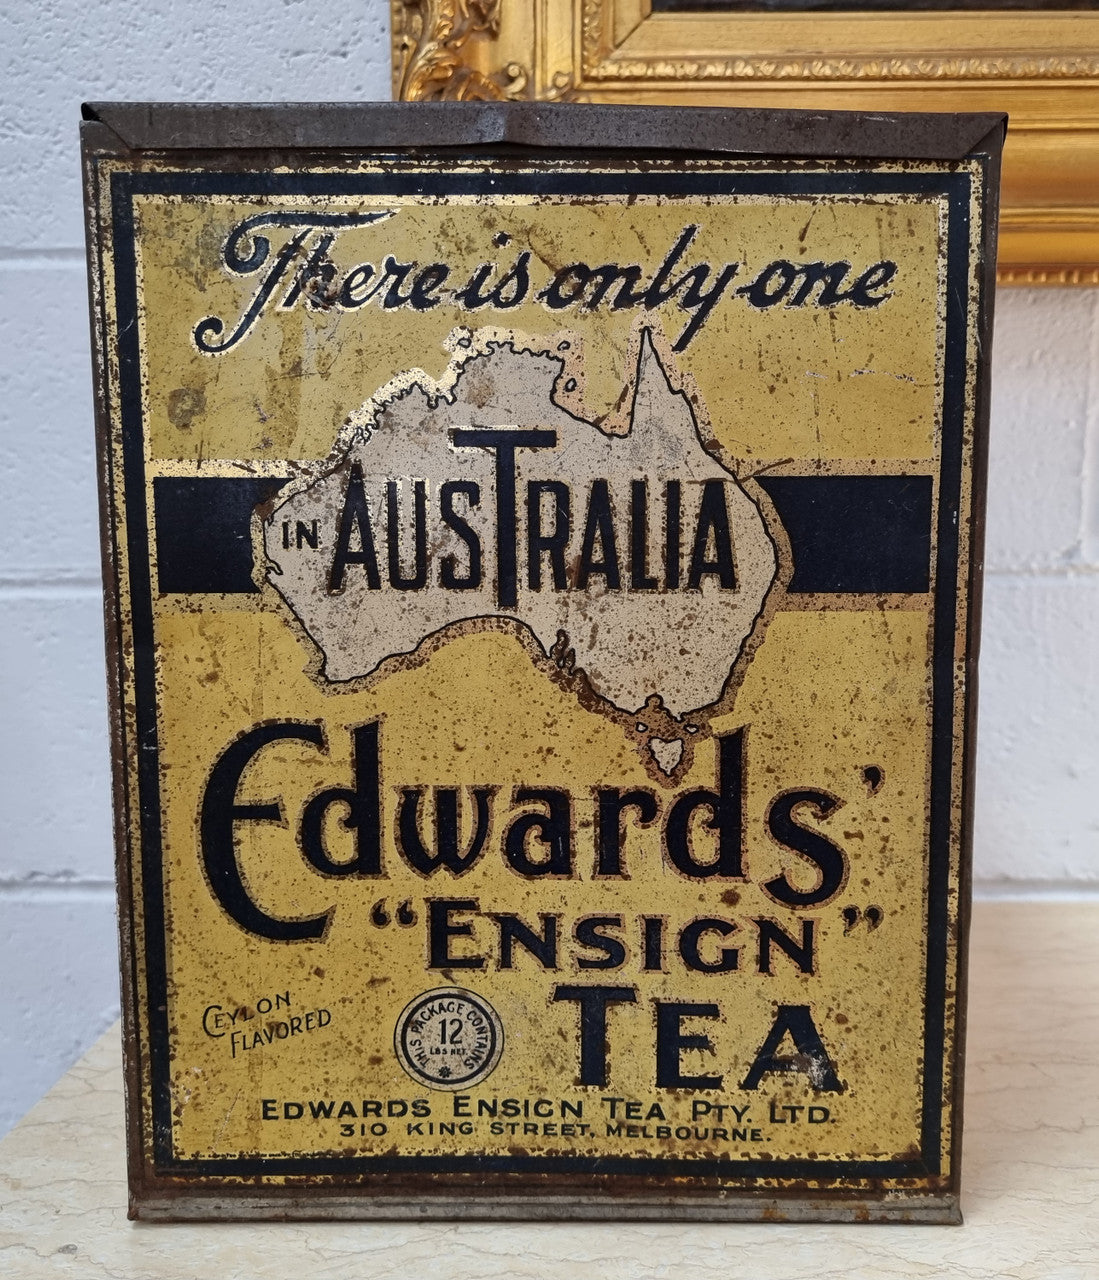 There is only one
IN AUSTRALIA
Edwards'
"ENSIGN"
TEA
CEYLON
FLAVORED
THIS PACKAGE CONTAINS
12
LBS NET.
EDWARDS ENSIGN TEA PTY. LTD.
310 KING STREET, MELBOURNE.